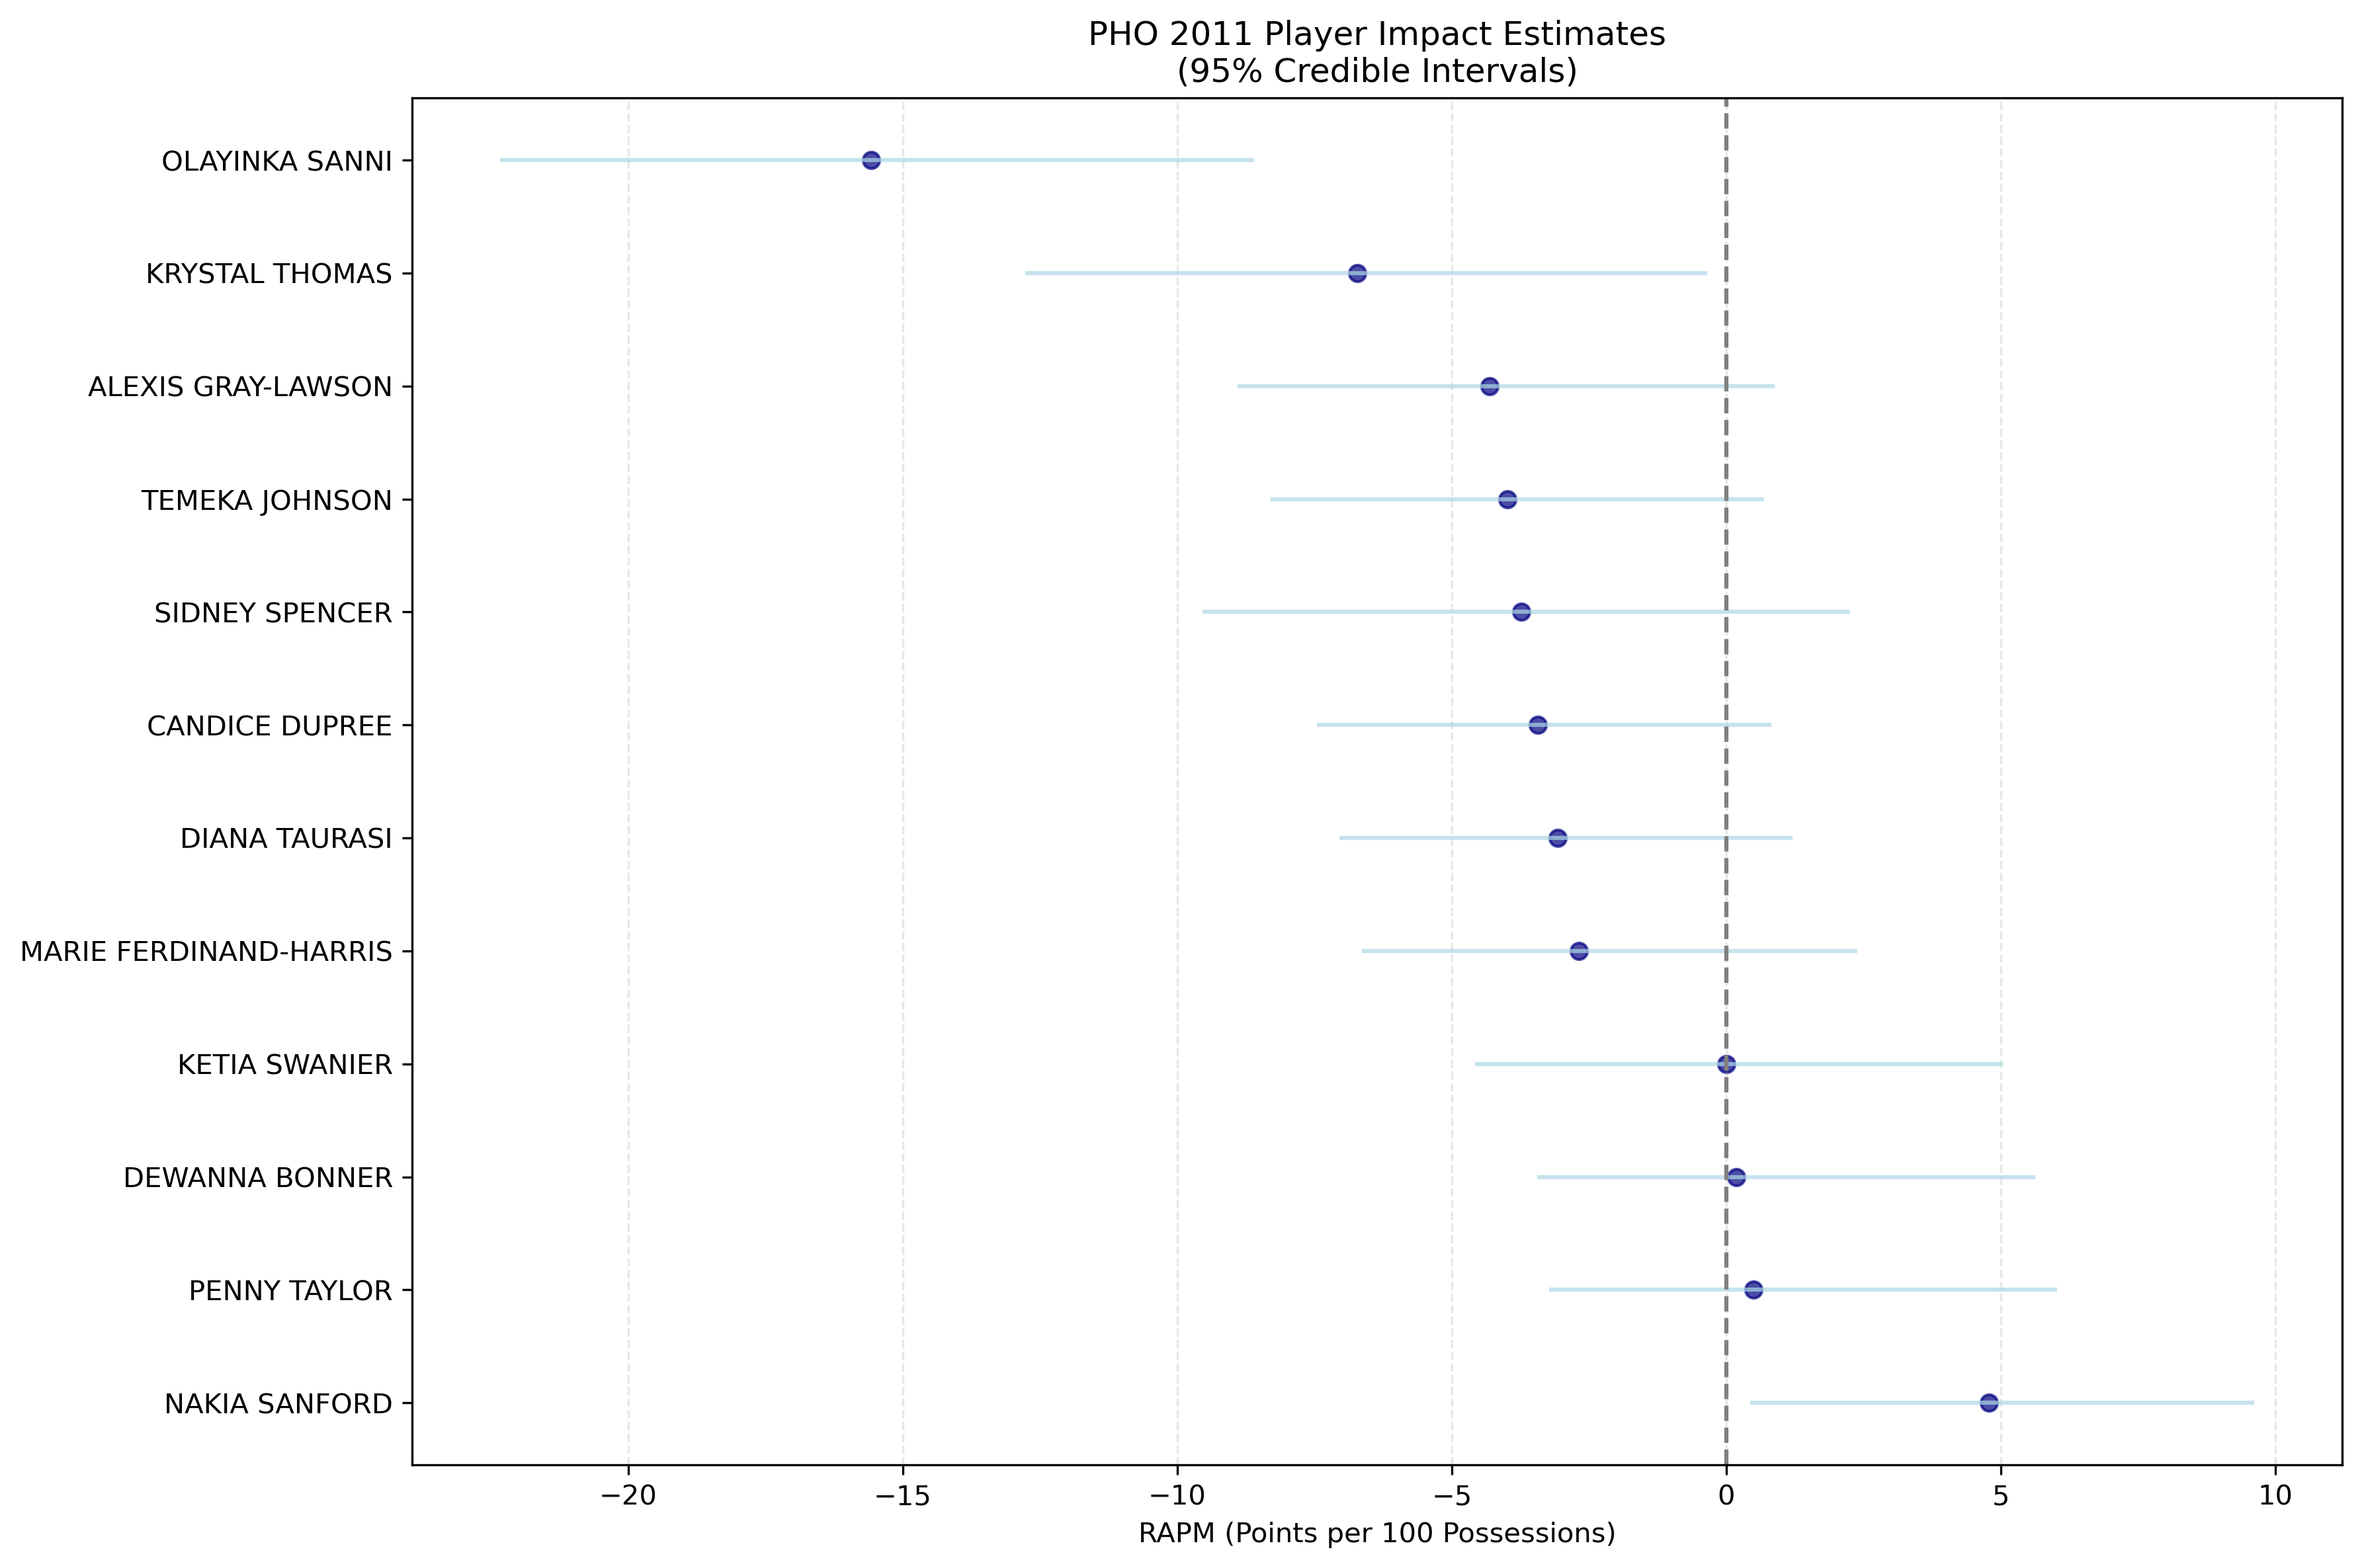 PHO 2011 Player Impact Estimates
(95% Credible Intervals)
OLAYINKA SANNI
KRYSTAL THOMAS
ALEXIS GRAY-LAWSON
TEMEKA JOHNSON
SIDNEY SPENCER
CANDICE DUPREE
DIANA TAURASI
MARIE FERDINAND-HARRIS
KETIA SWANIER
DEWANNA BONNER
PENNY TAYLOR
NAKIA SANFORD
−20 −15 −10 −5 0 5 10
RAPM (Points per 100 Possessions)